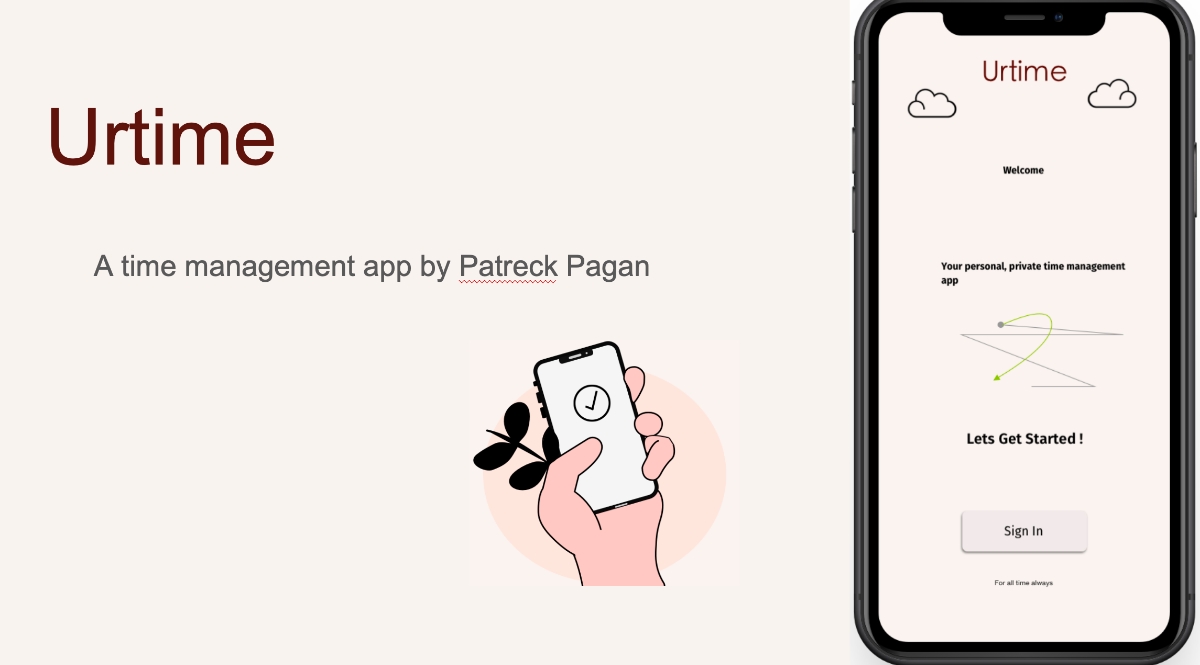 Urtime
A time management app by Patreck Pagan
Urtime
Welcome
Your personal, private time management
app
Lets Get Started !
Sign In
For all time always